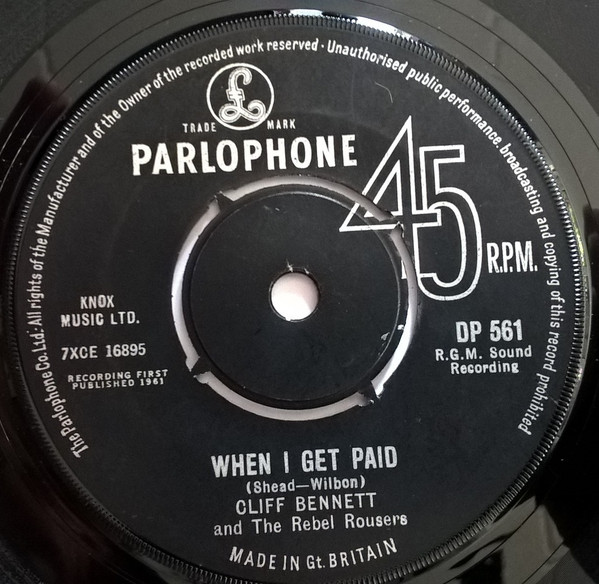 The Parlophone Co. Ltd. All rights of the Manufacturer and of the Owner of the recorded work reserved · Unauthorised public performance, broadcasting and copying of this record prohibited
£
TRADE MARK
PARLOPHONE
45
R.P.M.
KNOX
MUSIC LTD.
7XCE 16895
RECORDING FIRST
PUBLISHED 1961
DP 561
R.G.M. Sound
Recording
WHEN I GET PAID
(Shead—Wilbon)
CLIFF BENNETT
and The Rebel Rousers
MADE IN Gt. BRITAIN